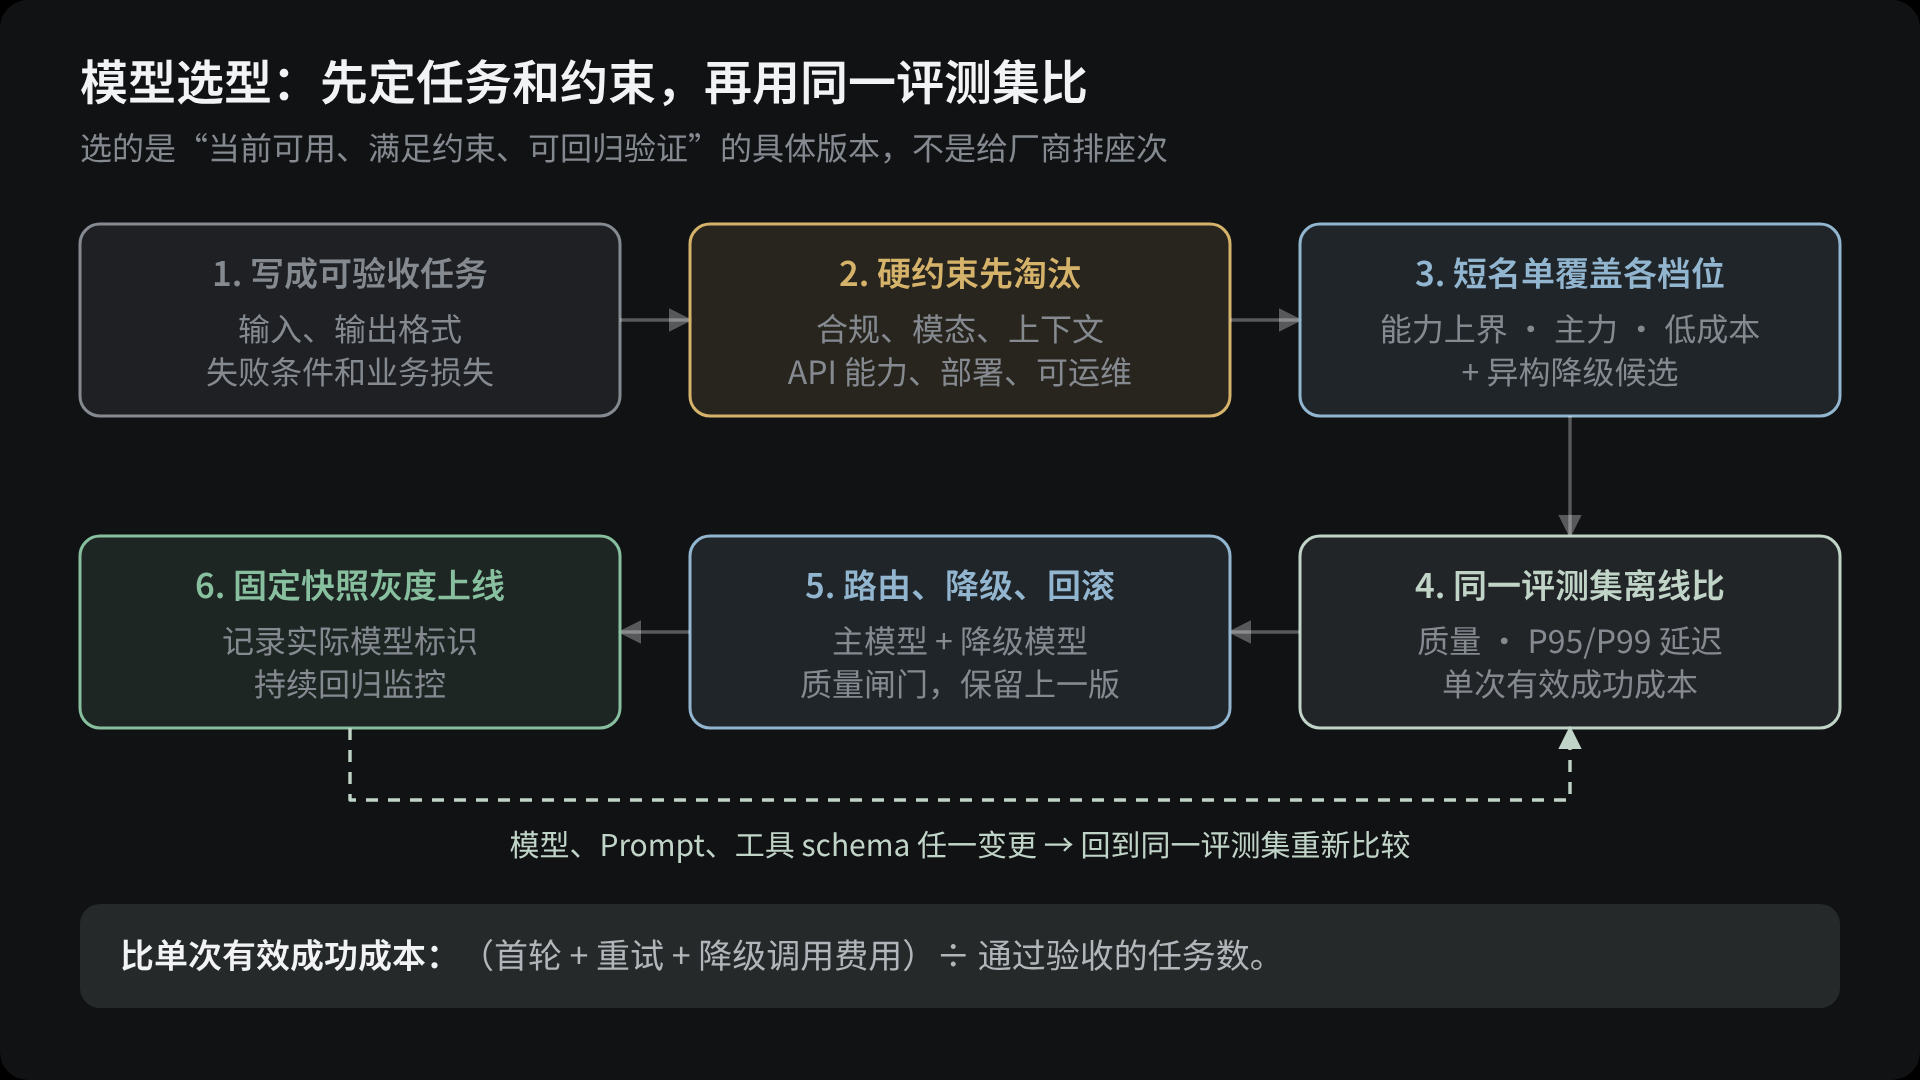 模型选型：先定任务和约束，再用同一评测集比
选的是“当前可用、满足约束、可回归验证”的具体版本，不是给厂商排座次
1. 写成可验收任务
输入、输出格式
失败条件和业务损失
2. 硬约束先淘汰
合规、模态、上下文
API 能力、部署、可运维
3. 短名单覆盖各档位
能力上界 · 主力 · 低成本
+ 异构降级候选
4. 同一评测集离线比
质量 · P95/P99 延迟
单次有效成功成本
5. 路由、降级、回滚
主模型 + 降级模型
质量闸门，保留上一版
6. 固定快照灰度上线
记录实际模型标识
持续回归监控
模型、Prompt、工具 schema 任一变更 → 回到同一评测集重新比较
比单次有效成功成本：（首轮 + 重试 + 降级调用费用）÷ 通过验收的任务数。